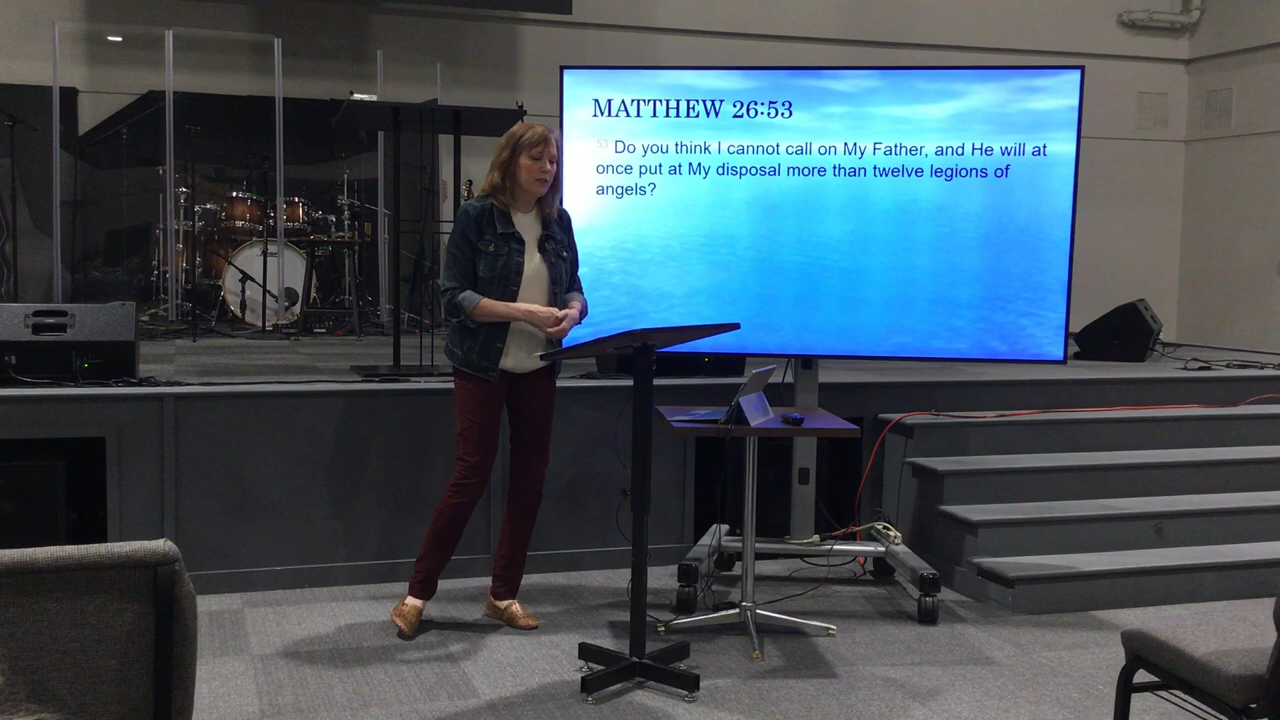 MATTHEW 26:53
53 Do you think I cannot call on My Father, and He will at
once put at My disposal more than twelve legions of
angels?